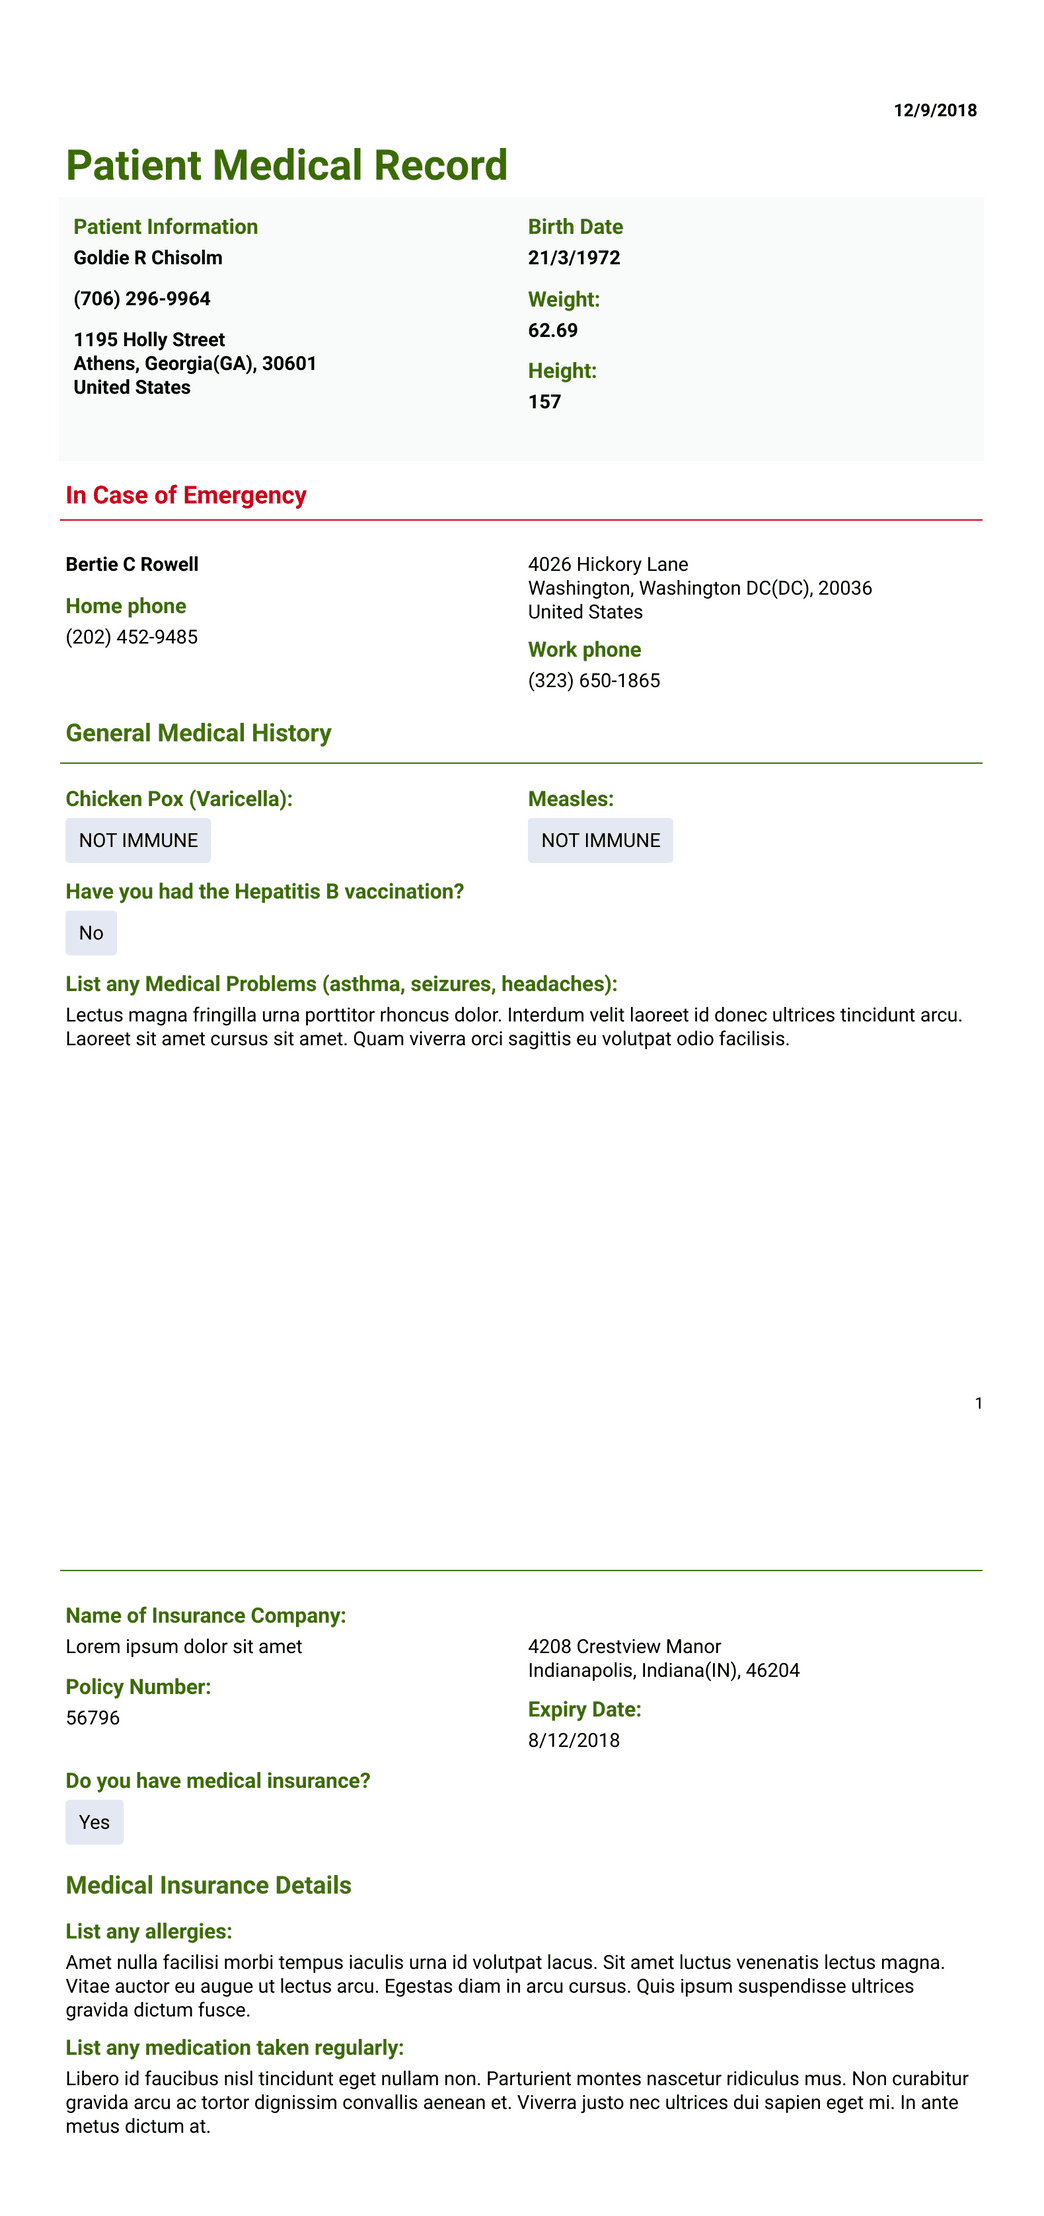 12/9/2018
Patient Medical Record
Patient Information
Goldie R Chisolm
(706) 296-9964
1195 Holly Street
Athens, Georgia(GA), 30601
United States
Birth Date
21/3/1972
Weight:
62.69
Height:
157
In Case of Emergency
Bertie C Rowell
Home phone
(202) 452-9485
4026 Hickory Lane
Washington, Washington DC(DC), 20036
United States
Work phone
(323) 650-1865
General Medical History
Chicken Pox (Varicella):
NOT IMMUNE
Measles:
NOT IMMUNE
Have you had the Hepatitis B vaccination?
No
List any Medical Problems (asthma, seizures, headaches):
Lectus magna fringilla urna porttitor rhoncus dolor. Interdum velit laoreet id donec ultrices tincidunt arcu.
Laoreet sit amet cursus sit amet. Quam viverra orci sagittis eu volutpat odio facilisis.
1
Name of Insurance Company:
Lorem ipsum dolor sit amet
Policy Number:
56796
4208 Crestview Manor
Indianapolis, Indiana(IN), 46204
Expiry Date:
8/12/2018
Do you have medical insurance?
Yes
Medical Insurance Details
List any allergies:
Amet nulla facilisi morbi tempus iaculis urna id volutpat lacus. Sit amet luctus venenatis lectus magna.
Vitae auctor eu augue ut lectus arcu. Egestas diam in arcu cursus. Quis ipsum suspendisse ultrices
gravida dictum fusce.
List any medication taken regularly:
Libero id faucibus nisl tincidunt eget nullam non. Parturient montes nascetur ridiculus mus. Non curabitur
gravida arcu ac tortor dignissim convallis aenean et. Viverra justo nec ultrices dui sapien eget mi. In ante
metus dictum at.